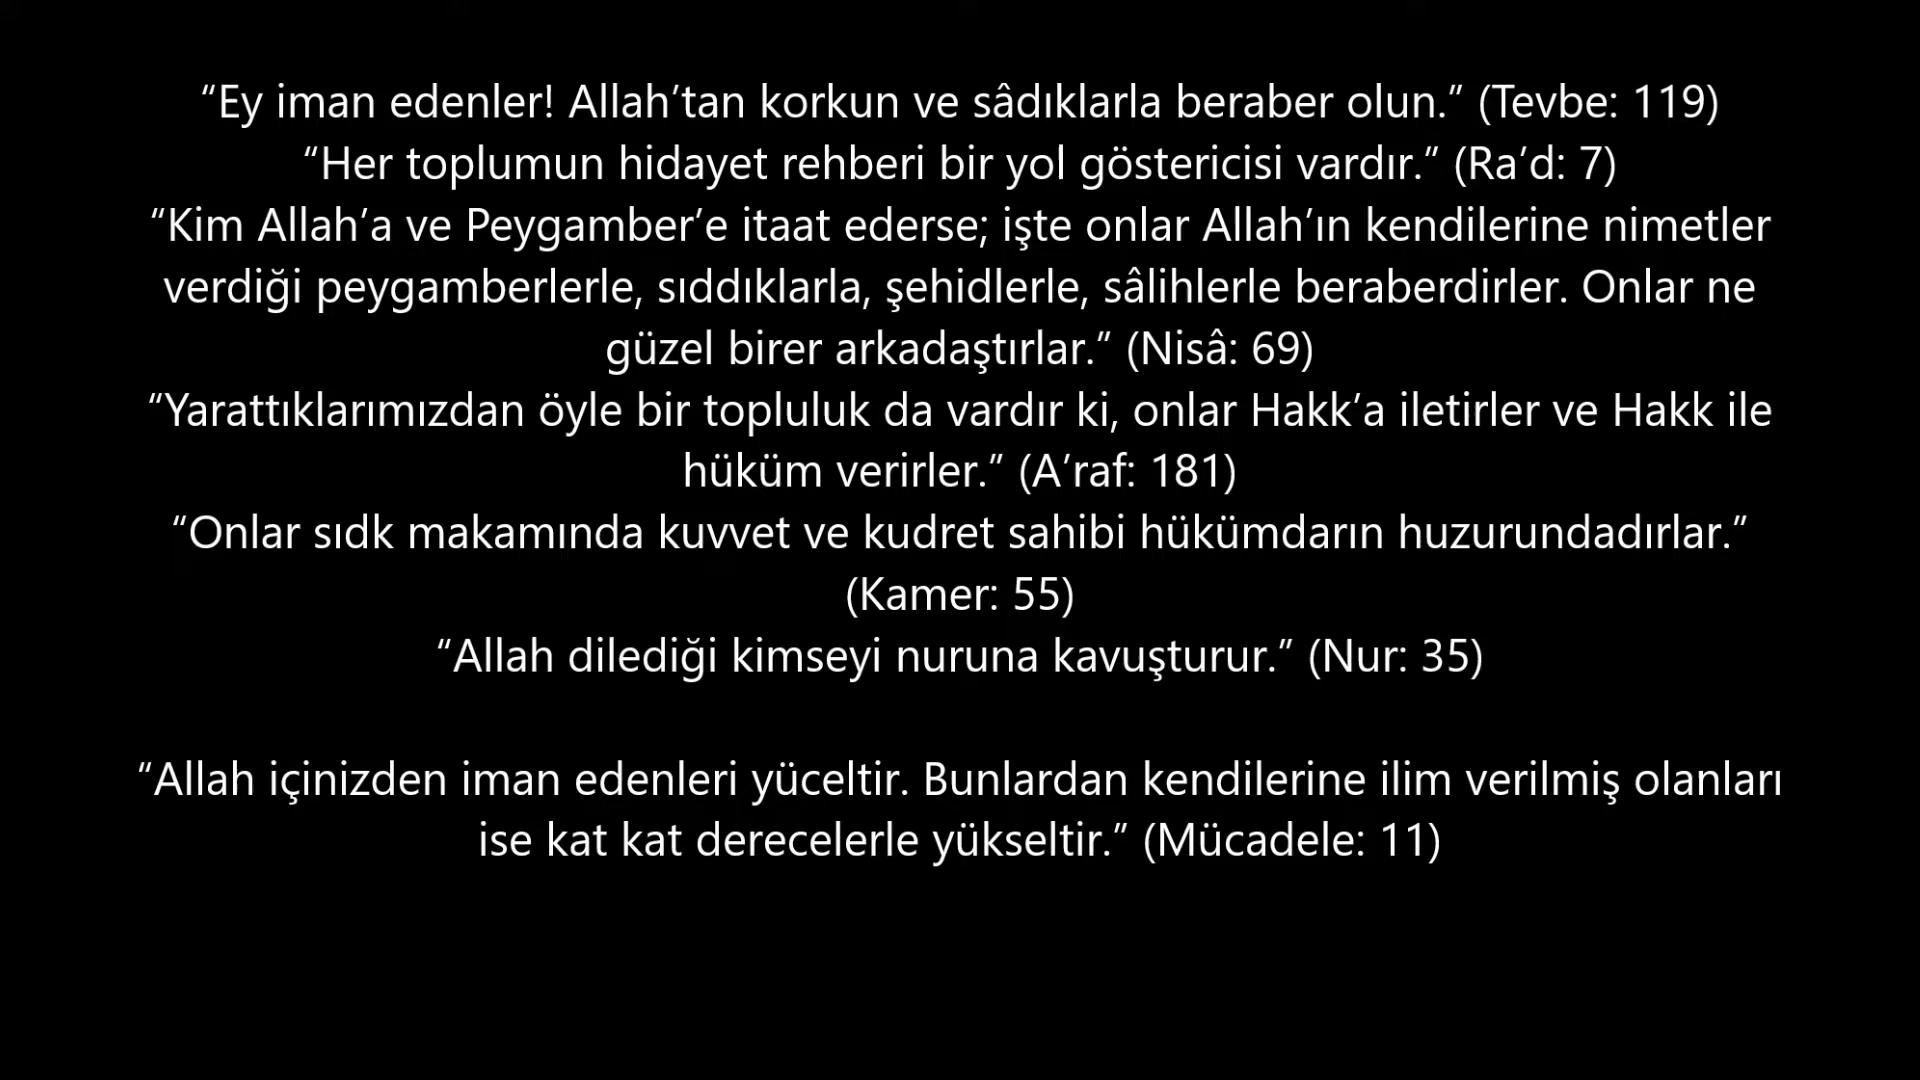 “Ey iman edenler! Allah’tan korkun ve sâdıklarla beraber olun.” (Tevbe: 119)
“Her toplumun hidayet rehberi bir yol göstericisi vardır.” (Ra’d: 7)
“Kim Allah’a ve Peygamber’e itaat ederse; işte onlar Allah’ın kendilerine nimetler
verdiği peygamberlerle, sıddıklarla, şehidlerle, sâlihlerle beraberdirler. Onlar ne
güzel birer arkadaştırlar.” (Nisâ: 69)
“Yarattıklarımızdan öyle bir topluluk da vardır ki, onlar Hakk’a iletirler ve Hakk ile
hüküm verirler.” (A’raf: 181)
“Onlar sıdk makamında kuvvet ve kudret sahibi hükümdarın huzurundadırlar.”
(Kamer: 55)
“Allah dilediği kimseyi nuruna kavuşturur.” (Nur: 35)
“Allah içinizden iman edenleri yüceltir. Bunlardan kendilerine ilim verilmiş olanları
ise kat kat derecelerle yükseltir.” (Mücadele: 11)